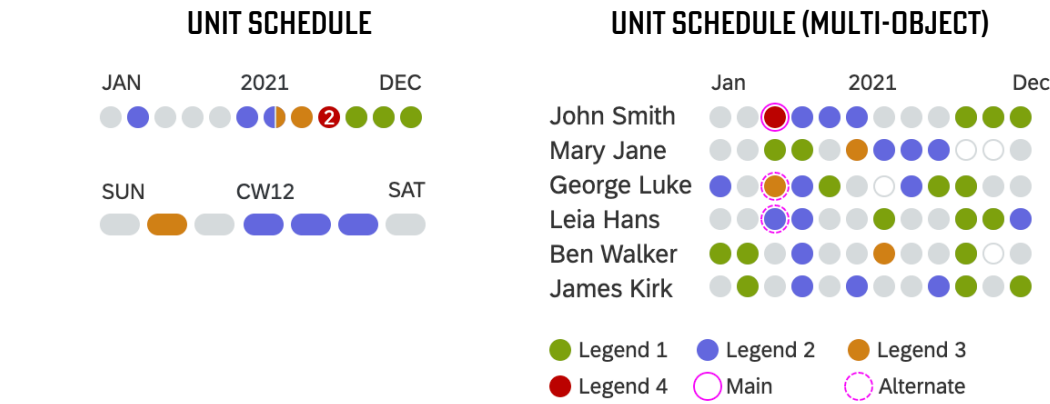 UNIT SCHEDULE
JAN 2021 DEC
2
SUN CW12 SAT
UNIT SCHEDULE (MULTI-OBJECT)
Jan 2021 Dec
John Smith
Mary Jane
George Luke
Leia Hans
Ben Walker
James Kirk
Legend 1 Legend 2 Legend 3
Legend 4 Main Alternate